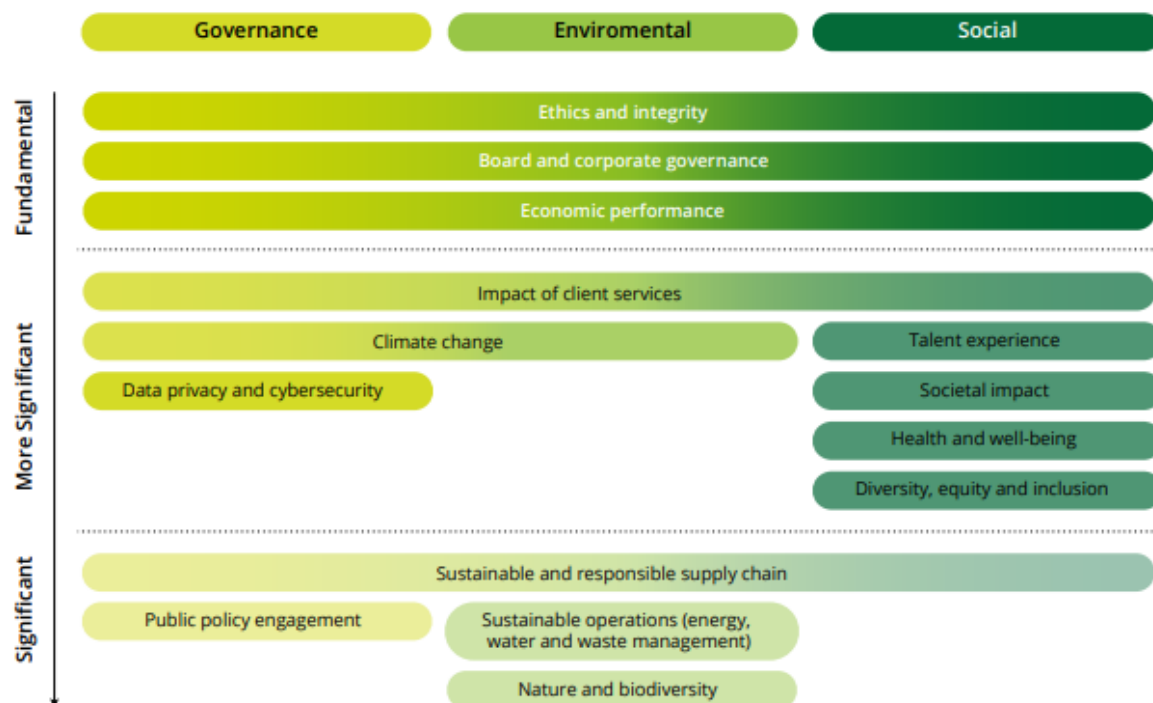 Governance
Enviromental
Social
Fundamental
Ethics and integrity
Board and corporate governance
Economic performance
More Significant
Impact of client services
Climate change
Talent experience
Data privacy and cybersecurity
Societal impact
Health and well-being
Diversity, equity and inclusion
Significant
Sustainable and responsible supply chain
Public policy engagement
Sustainable operations (energy,
water and waste management)
Nature and biodiversity